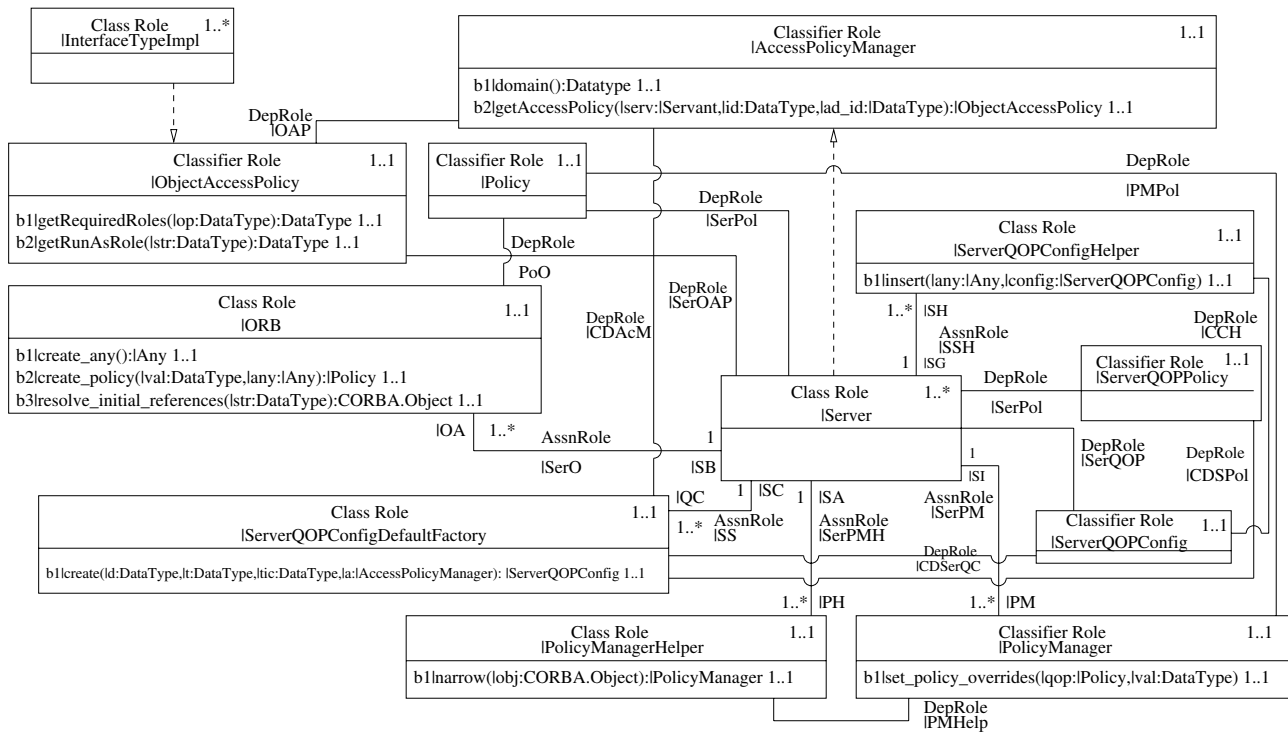 Class Role 1..*
|InterfaceTypeImpl
Classifier Role 1..1
|AccessPolicyManager
b1|domain():Datatype 1..1
b2|getAccessPolicy(|serv:|Servant,|id:DataType,|ad_id:|DataType):|ObjectAccessPolicy 1..1
DepRole
|OAP
Classifier Role 1..1
|ObjectAccessPolicy
b1|getRequiredRoles(|op:DataType):DataType 1..1
b2|getRunAsRole(|str:DataType):DataType 1..1
Classifier Role 1..1
|Policy
DepRole
|PMPol
DepRole
|SerPol
DepRole
PoO
Class Role 1..1
|ServerQOPConfigHelper
b1|insert(|any:|Any,|config:|ServerQOPConfig) 1..1
Class Role 1..1
|ORB
b1|create_any():|Any 1..1
b2|create_policy(|val:DataType,|any:|Any):|Policy 1..1
b3|resolve_initial_references(|str:DataType):CORBA.Object 1..1
DepRole
|SerOAP
DepRole
|CDAcM
1..* |SH
AssnRole
|SSH
1 |SG
DepRole
|CCH
Classifier Role 1..1
|ServerQOPPolicy
DepRole
|SerPol
Class Role 1..*
|Server
|OA 1..*
AssnRole
|SerO
1
|SB
DepRole
|SerQOP
DepRole
|CDSPol
1
|SI
AssnRole
|SerPM
|QC
1 |SC
1..* AssnRole
|SS
1 |SA
AssnRole
|SerPMH
Class Role 1..1
|ServerQOPConfigDefaultFactory
b1|create(|d:DataType,|t:DataType,|tic:DataType,|a:|AccessPolicyManager): |ServerQOPConfig 1..1
Classifier Role 1..1
|ServerQOPConfig
DepRole
|CDSerQC
1..* |PH
1..* |PM
Class Role 1..1
|PolicyManagerHelper
b1|narrow(|obj:CORBA.Object):|PolicyManager 1..1
Classifier Role 1..1
|PolicyManager
b1|set_policy_overrides(|qop:|Policy,|val:DataType) 1..1
DepRole
|PMHelp